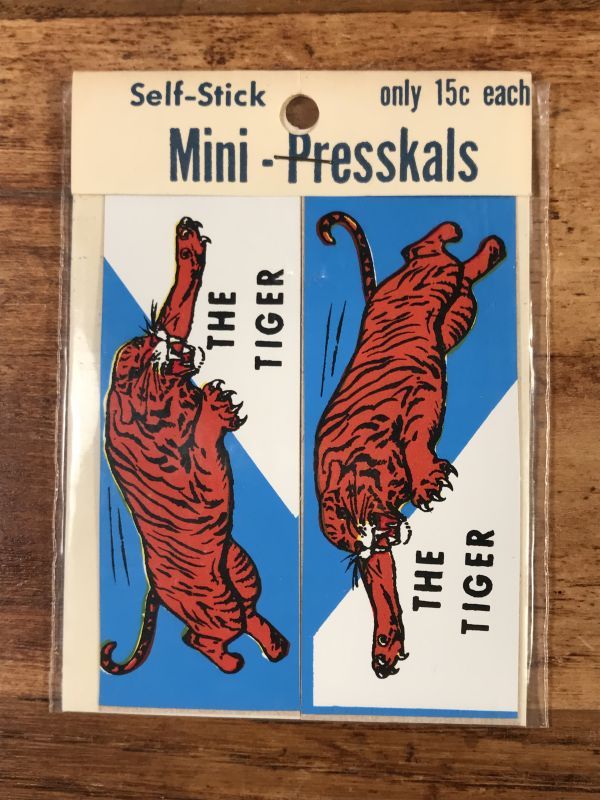 Self-Stick
only 15c each
Mini - Presskals
THE
TIGER
THE
TIGER